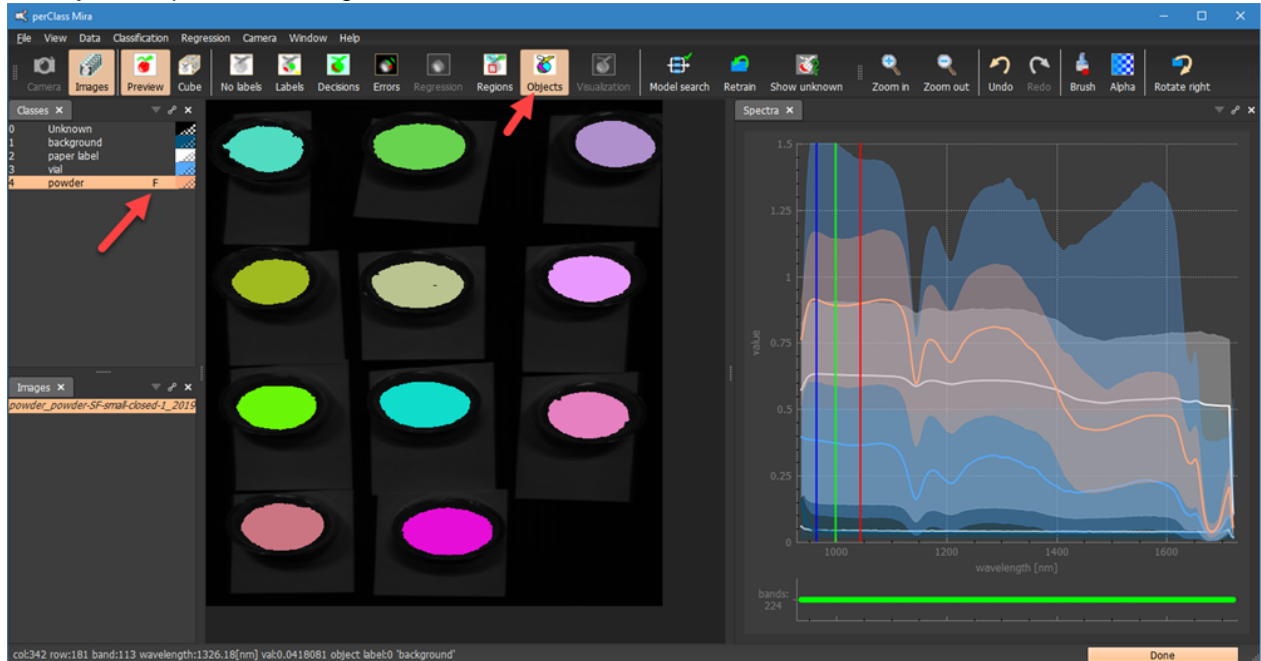 perClass Mira
File View Data Classification Regression Camera Window Help
Camera Images Preview Cube No labels Labels Decisions Errors Regression Regions Objects Visualization Model search Retrain Show unknown Zoom in Zoom out Undo Redo Brush Alpha Rotate right
Classes
0 Unknown
1 background
2 paper label
3 vial
4 powder F
Images
powder_powder-SF-small-closed-1_2019
Spectra
1.5
1.25
1
0.75
0.5
0.25
0
value
1000 1200 1400 1600
wavelength [nm]
bands:
224
col:342 row:181 band:113 wavelength:1326.18[nm] val:0.0418081 object label:0 'background'
Done